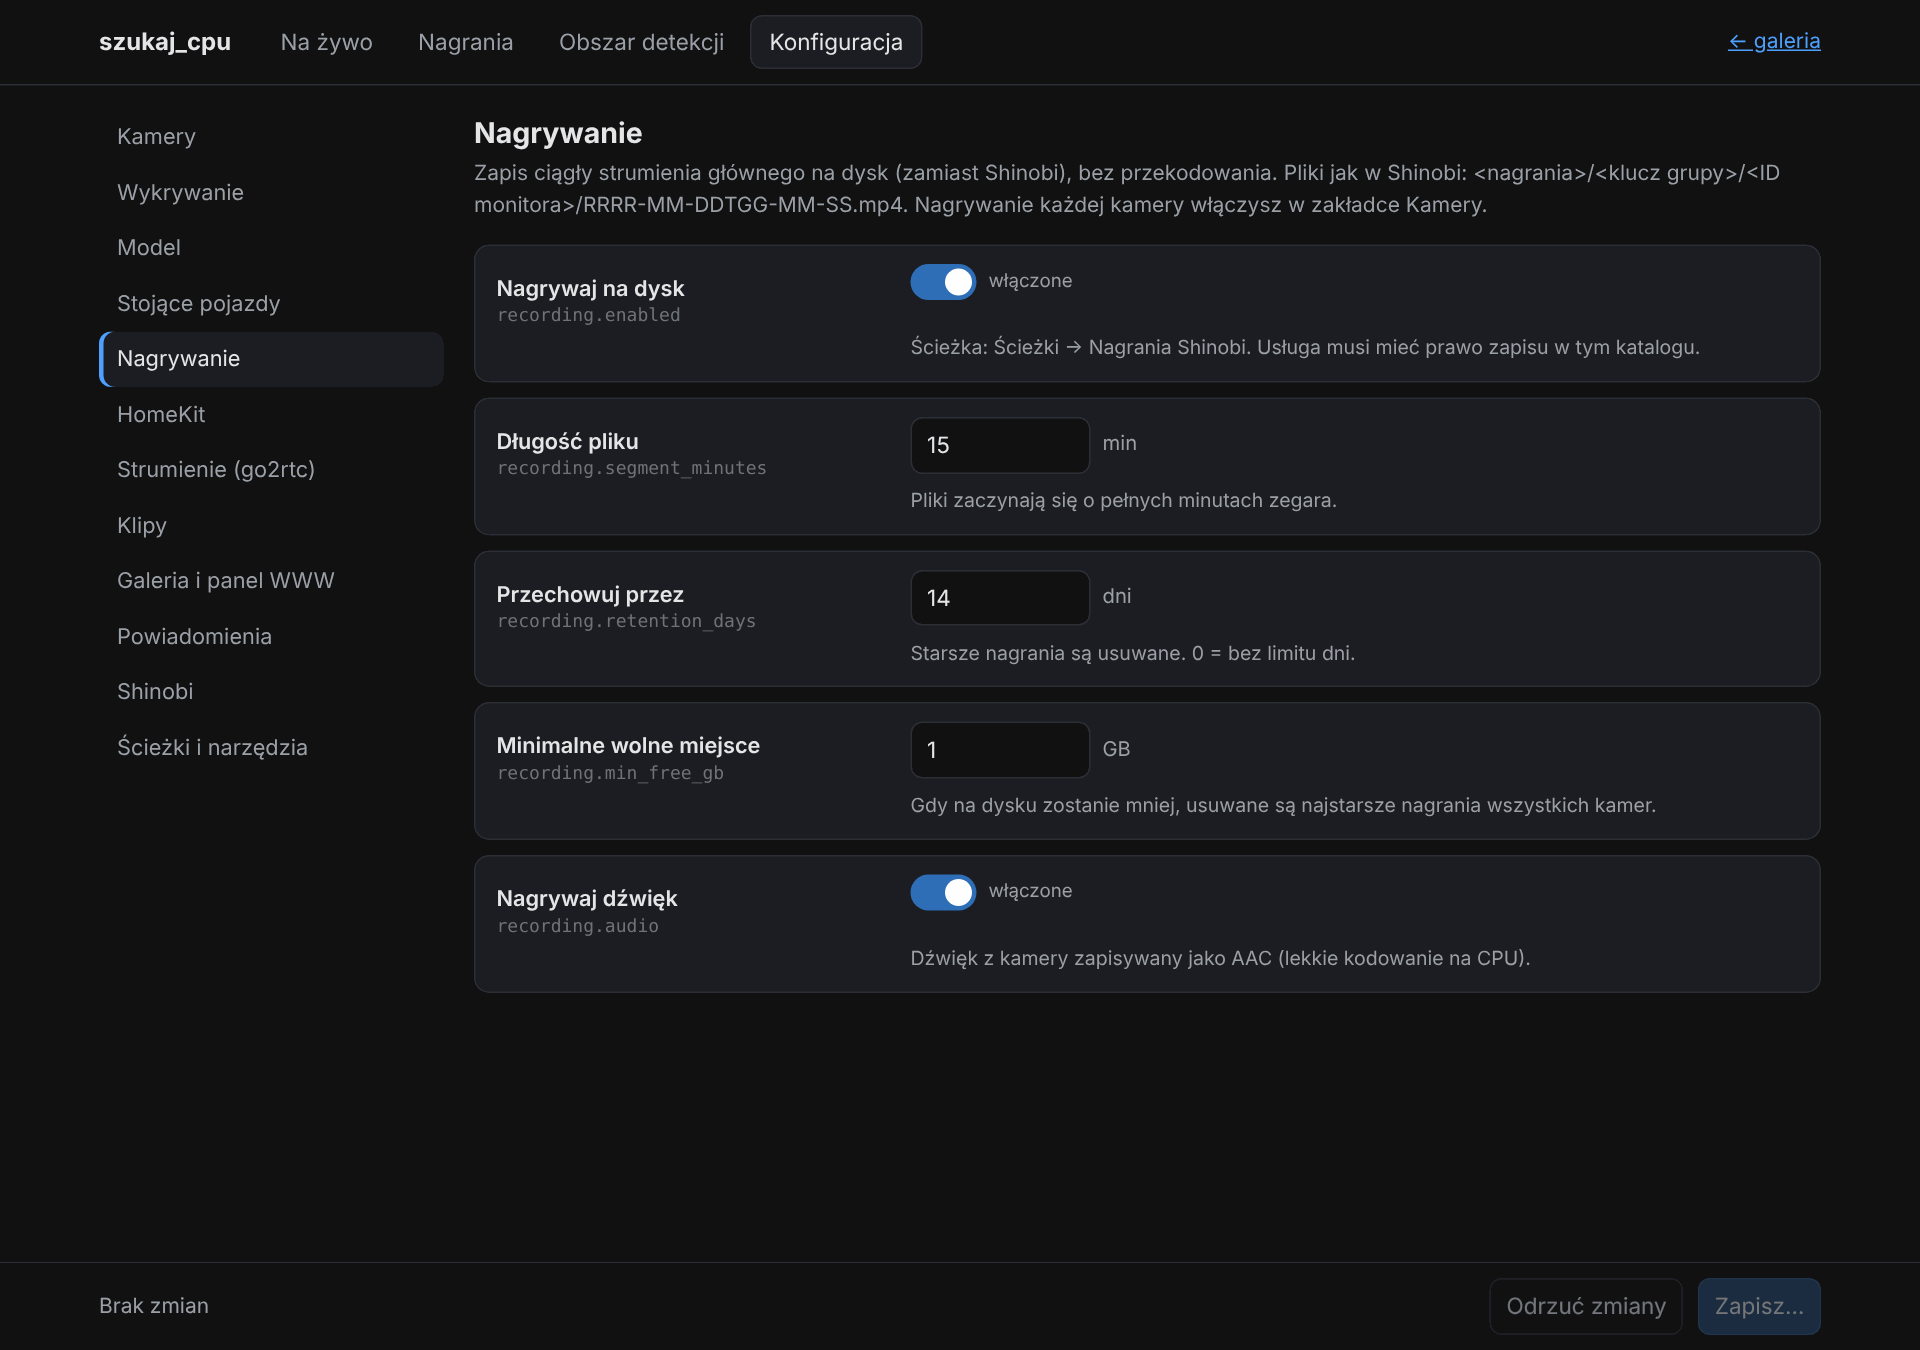 szukaj_cpu
Na żywo
Nagrania
Obszar detekcji
Konfiguracja
← galeria
Kamery
Wykrywanie
Model
Stojące pojazdy
Nagrywanie
HomeKit
Strumienie (go2rtc)
Klipy
Galeria i panel WWW
Powiadomienia
Shinobi
Ścieżki i narzędzia
Nagrywanie
Zapis ciągły strumienia głównego na dysk (zamiast Shinobi), bez przekodowania. Pliki jak w Shinobi: <nagrania>/<klucz grupy>/<ID
monitora>/RRRR-MM-DDTGG-MM-SS.mp4. Nagrywanie każdej kamery włączysz w zakładce Kamery.
Nagrywaj na dysk
recording.enabled
włączone
Ścieżka: Ścieżki → Nagrania Shinobi. Usługa musi mieć prawo zapisu w tym katalogu.
Długość pliku
recording.segment_minutes
15 min
Pliki zaczynają się o pełnych minutach zegara.
Przechowuj przez
recording.retention_days
14 dni
Starsze nagrania są usuwane. 0 = bez limitu dni.
Minimalne wolne miejsce
recording.min_free_gb
1 GB
Gdy na dysku zostanie mniej, usuwane są najstarsze nagrania wszystkich kamer.
Nagrywaj dźwięk
recording.audio
włączone
Dźwięk z kamery zapisywany jako AAC (lekkie kodowanie na CPU).
Brak zmian
Odrzuć zmiany
Zapisz...